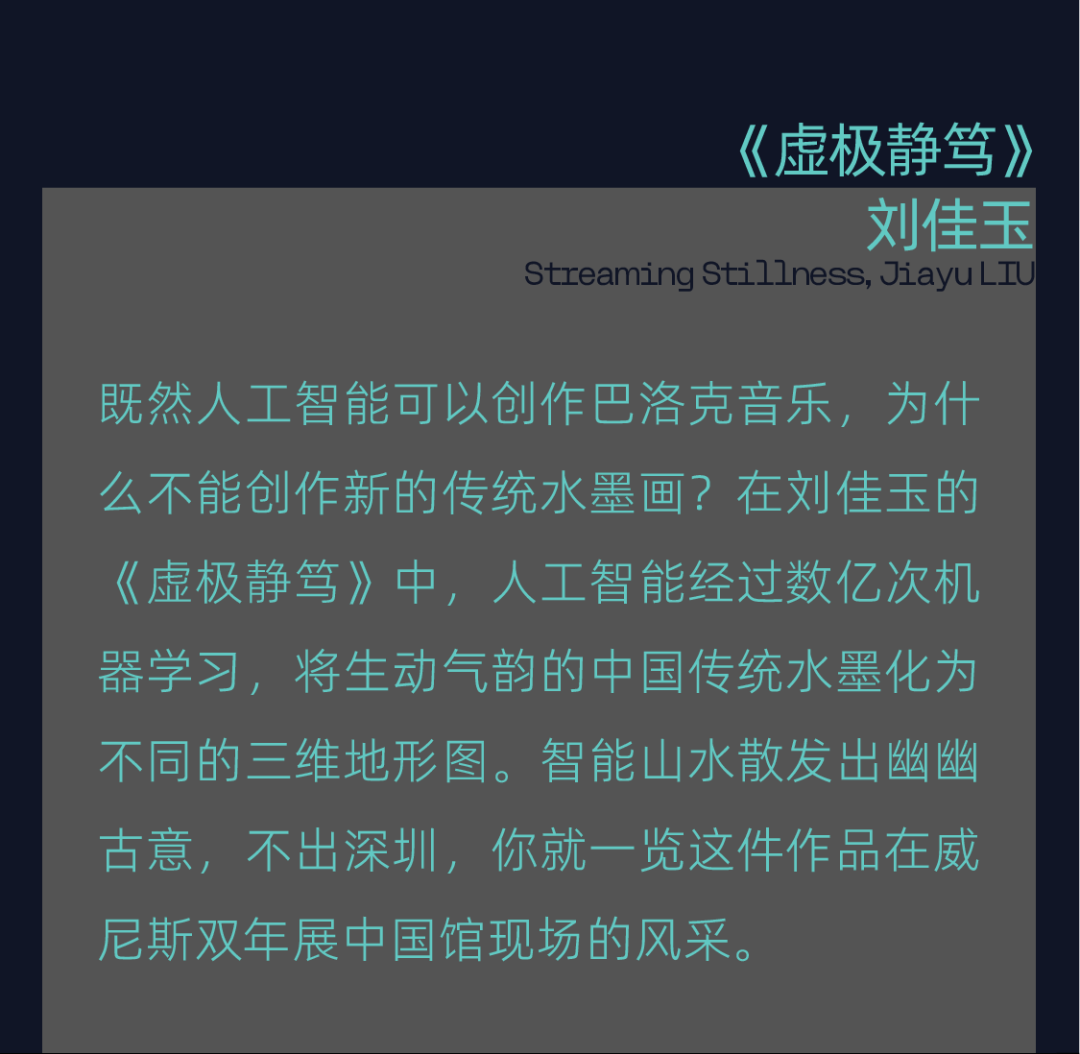 《虚极静笃》
刘佳玉
Streaming Stillness, Jiayu LIU
既然人工智能可以创作巴洛克音乐，为什
么不能创作新的传统水墨画？在刘佳玉的
《虚极静笃》中，人工智能经过数亿次机
器学习，将生动气韵的中国传统水墨化为
不同的三维地形图。智能山水散发出幽幽
古意，不出深圳，你就一览这件作品在威
尼斯双年展中国馆现场的风采。